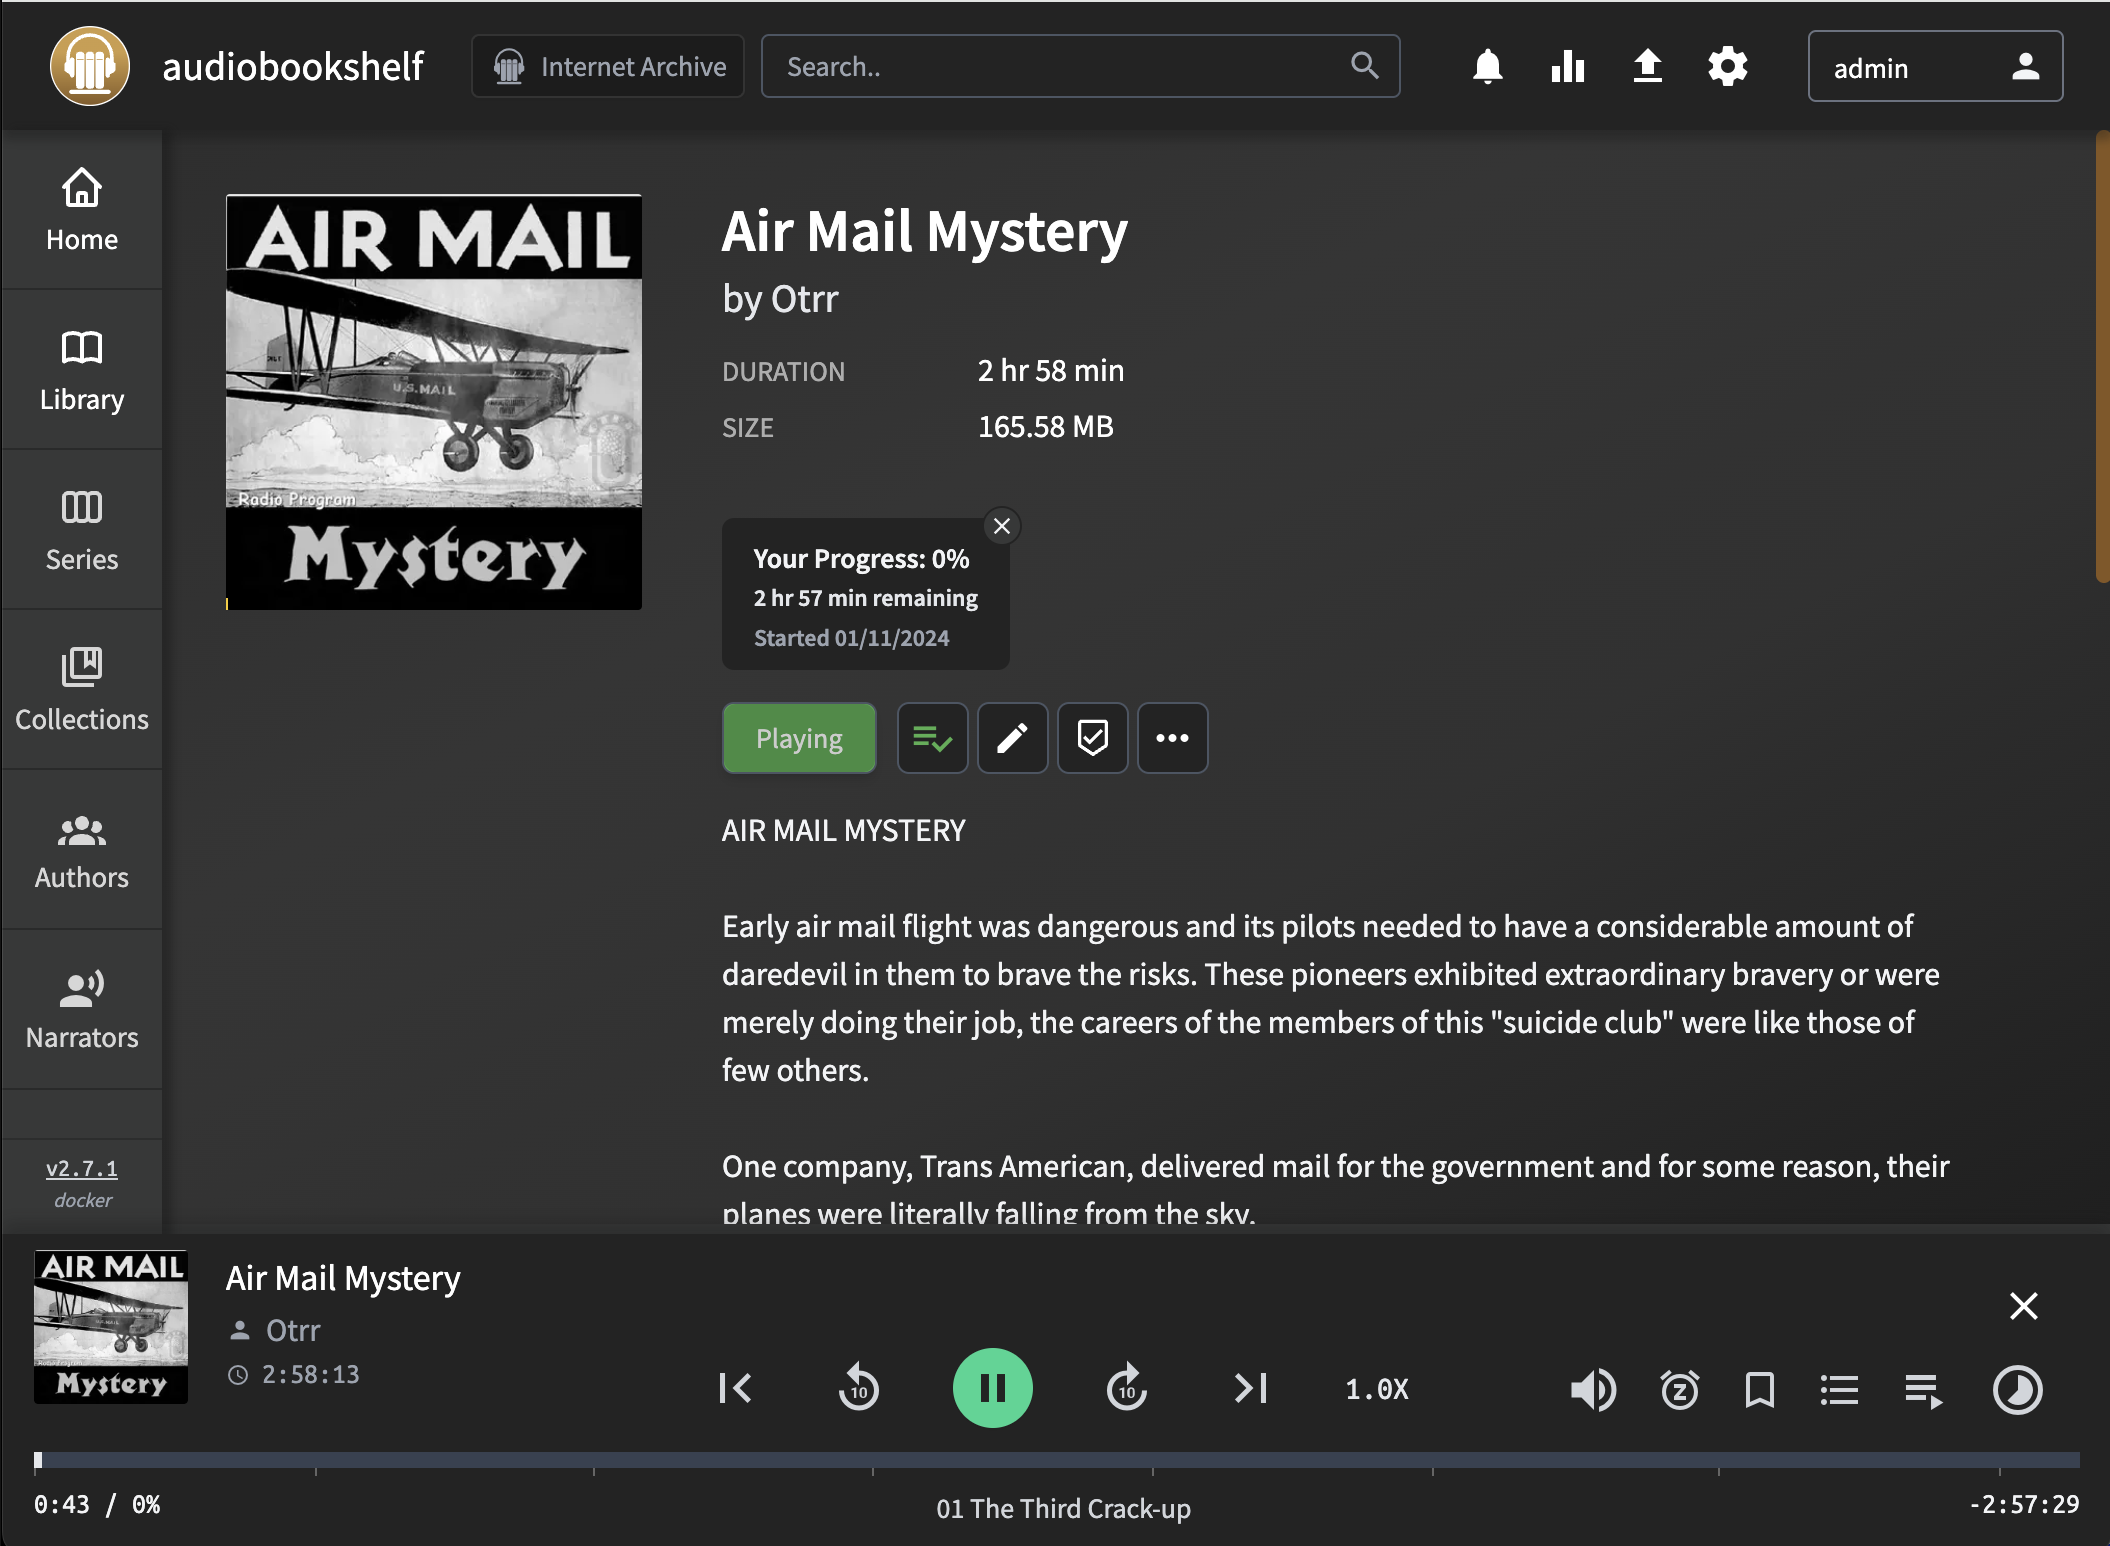 audiobookshelf
Internet Archive
Search..
admin
Home
Library
Series
Collections
Authors
Narrators
v2.7.1
docker
AIR MAIL
U.S.MAIL
Radio Program
Mystery
Air Mail Mystery
by Otrr
DURATION 2 hr 58 min
SIZE 165.58 MB
Your Progress: 0%
2 hr 57 min remaining
Started 01/11/2024
Playing
AIR MAIL MYSTERY
Early air mail flight was dangerous and its pilots needed to have a considerable amount of
daredevil in them to brave the risks. These pioneers exhibited extraordinary bravery or were
merely doing their job, the careers of the members of this "suicide club" were like those of
few others.
One company, Trans American, delivered mail for the government and for some reason, their
planes were literally falling from the sky.
AIR MAIL
Mystery
Air Mail Mystery
Otrr
2:58:13
10
10
1.0X
z
0:43 / 0%
01 The Third Crack-up
-2:57:29